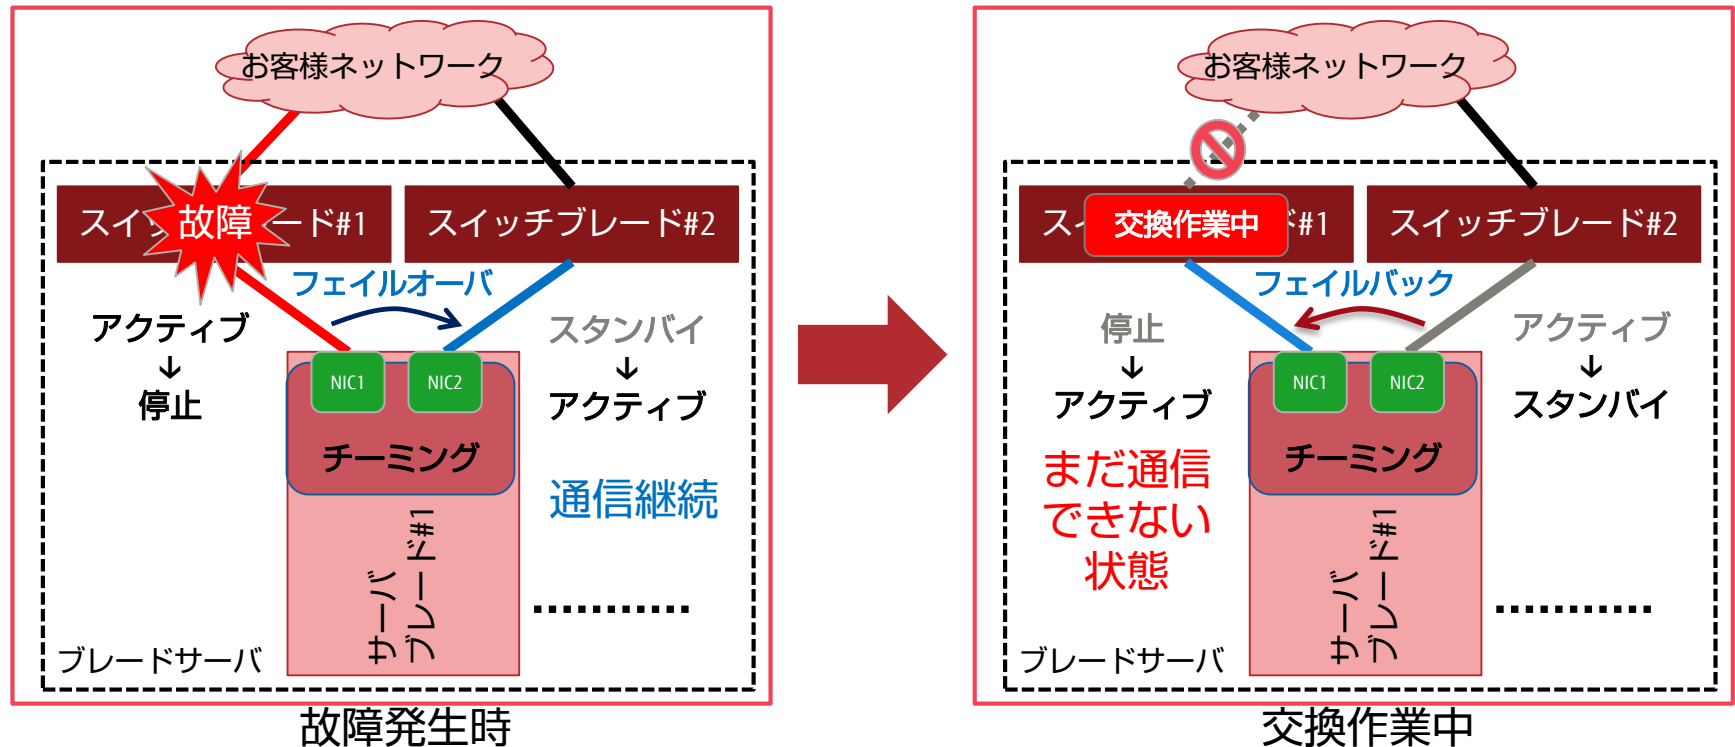 お客様ネットワーク
スイッ
故障
ード#1
スイッチブレード#2
フェイルオーバ
アクティブ
↓
停止
スタンバイ
↓
アクティブ
NIC1
NIC2
チーミング
通信継続
サーバ
ブレード#1
…………
ブレードサーバ
故障発生時
お客様ネットワーク
スイ
交換作業中
ド#1
スイッチブレード#2
フェイルバック
停止
↓
アクティブ
アクティブ
↓
スタンバイ
NIC1
NIC2
チーミング
まだ通信
できない
状態
サーバ
ブレード#1
…………
ブレードサーバ
交換作業中